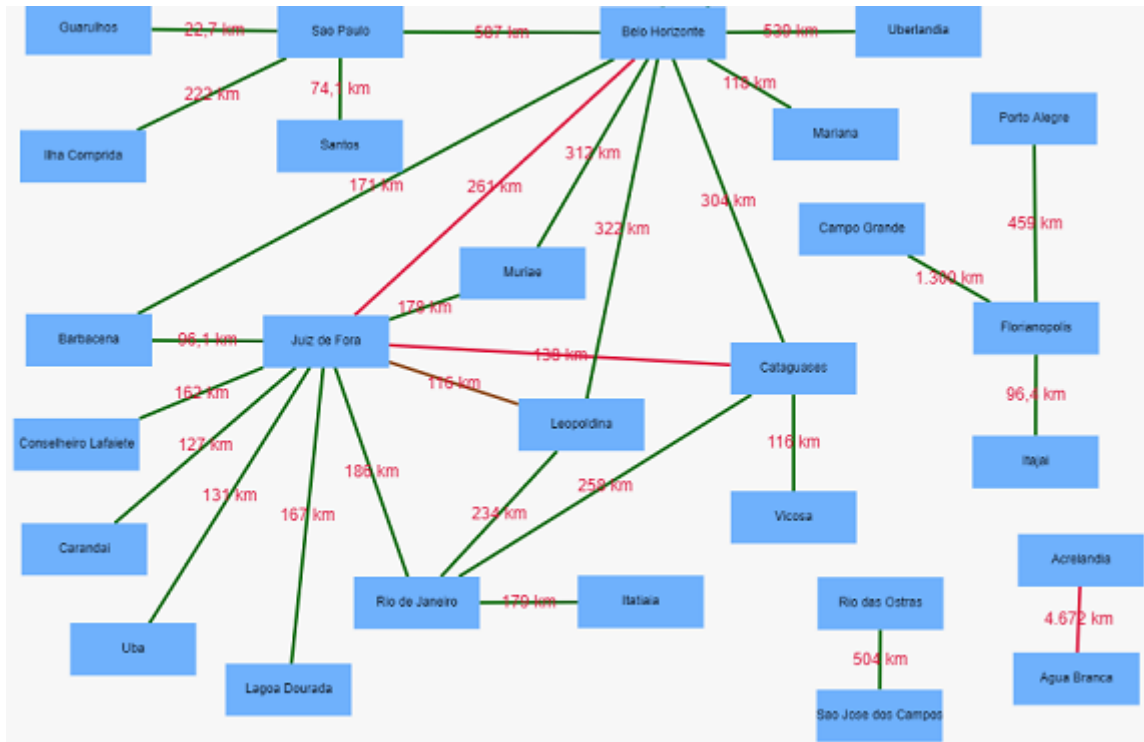 Guarulhos
22,7 km
Sao Paulo
587 km
Belo Horizonte
539 km
Uberlandia
222 km
74,1 km
118 km
Ilha Comprida
Santos
Mariana
Porto Alegre
171 km
261 km
312 km
304 km
322 km
Campo Grande
459 km
1.309 km
Muriae
178 km
Barbacena
96,1 km
Juiz de Fora
138 km
Cataguases
Florianopolis
162 km
116 km
96,4 km
Conselheiro Lafaiete
127 km
Leopoldina
116 km
Itajai
131 km
186 km
258 km
167 km
234 km
Vicosa
Carandai
Acrelandia
Rio de Janeiro
179 km
Itatiaia
Rio das Ostras
4.672 km
Uba
504 km
Lagoa Dourada
Agua Branca
Sao Jose dos Campos